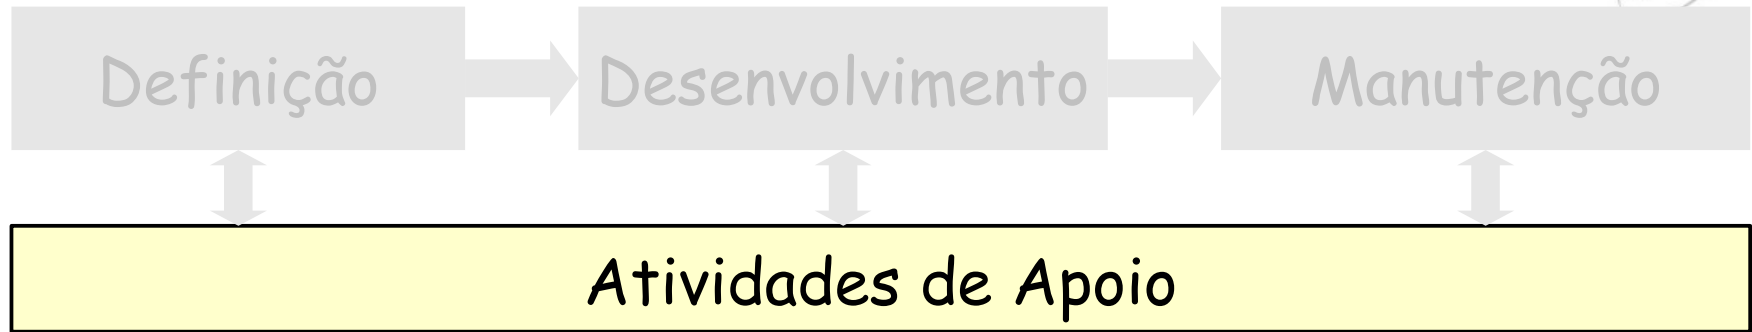 Definição
Desenvolvimento
Manutenção
Atividades de Apoio